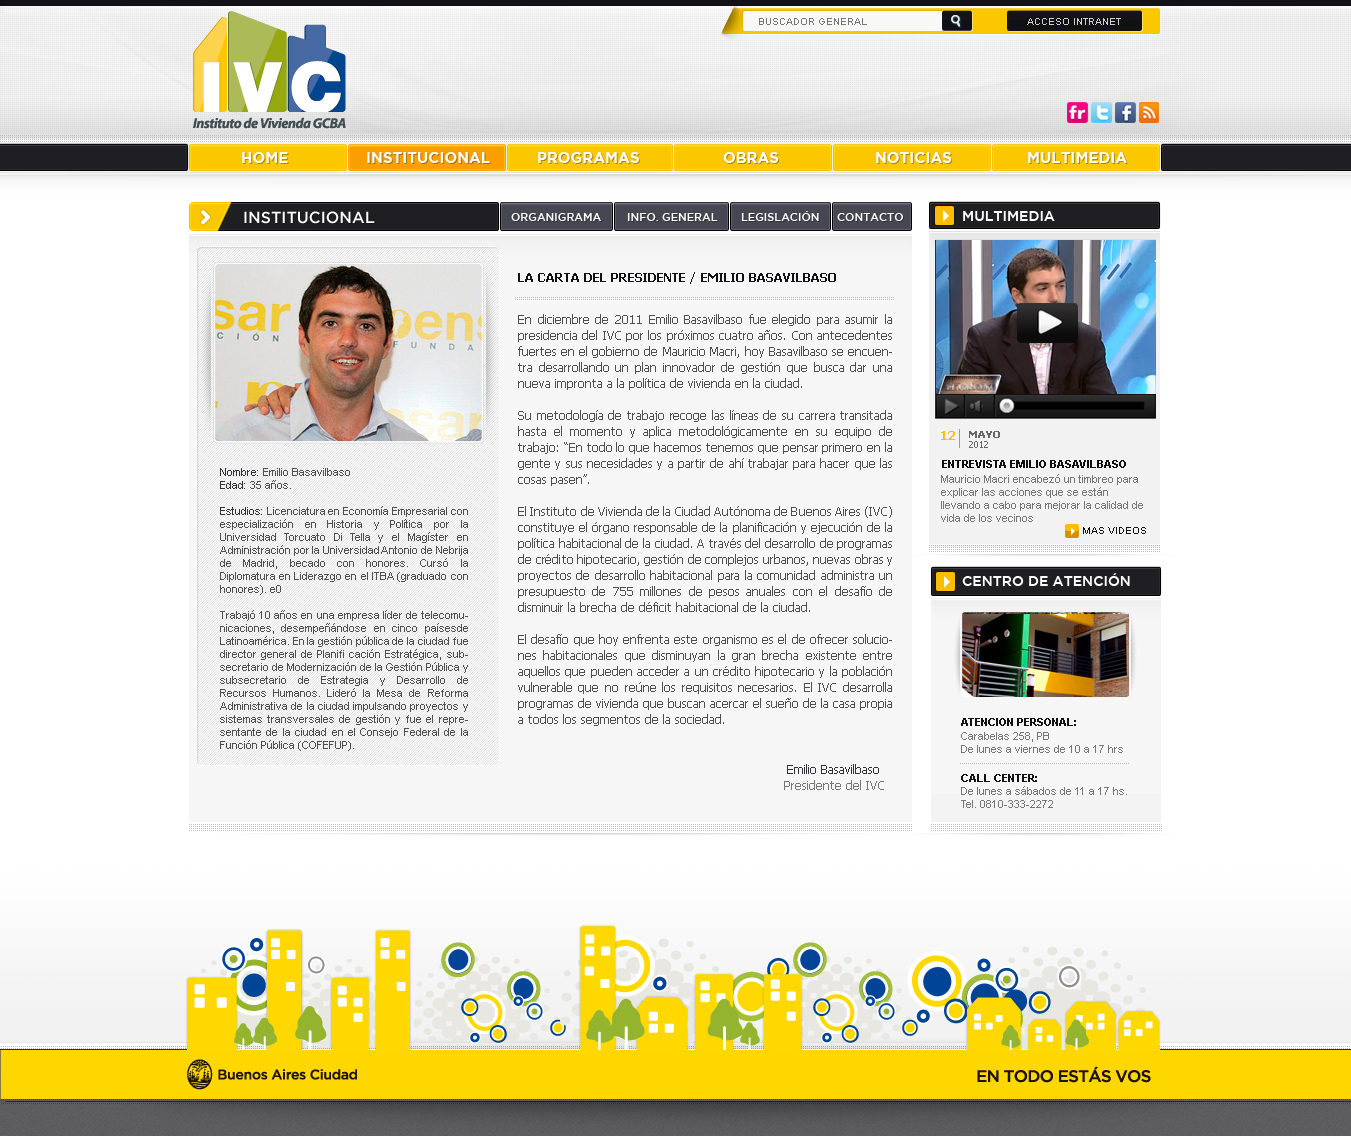 BUSCADOR GENERAL
ACCESO INTRANET
IVC
Instituto de Vivienda GCBA
fr
HOME
INSTITUCIONAL
PROGRAMAS
OBRAS
NOTICIAS
MULTIMEDIA
INSTITUCIONAL
ORGANIGRAMA
INFO. GENERAL
LEGISLACIÓN
CONTACTO
Nombre: Emilio Basavilbaso
Edad: 35 años.
Estudios: Licenciatura en Economía Empresarial con
especialización en Historia y Política por la
Universidad Torcuato Di Tella y el Magíster en
Administración por la Universidad Antonio de Nebrija
de Madrid, becado con honores. Cursó la
Diplomatura en Liderazgo en el ITBA (graduado con
honores). e0
Trabajó 10 años en una empresa líder de telecomu-
nicaciones, desempeñándose en cinco paísesde
Latinoamérica. En la gestión pública de la ciudad fue
director general de Planifi cación Estratégica, sub-
secretario de Modernización de la Gestión Pública y
subsecretario de Estrategia y Desarrollo de
Recursos Humanos. Lideró la Mesa de Reforma
Administrativa de la ciudad impulsando proyectos y
sistemas transversales de gestión y fue el repre-
sentante de la ciudad en el Consejo Federal de la
Función Pública (COFEFUP).
LA CARTA DEL PRESIDENTE / EMILIO BASAVILBASO
En diciembre de 2011 Emilio Basavilbaso fue elegido para asumir la
presidencia del IVC por los próximos cuatro años. Con antecedentes
fuertes en el gobierno de Mauricio Macri, hoy Basavilbaso se encuen-
tra desarrollando un plan innovador de gestión que busca dar una
nueva impronta a la política de vivienda en la ciudad.
Su metodología de trabajo recoge las líneas de su carrera transitada
hasta el momento y aplica metodológicamente en su equipo de
trabajo: “En todo lo que hacemos tenemos que pensar primero en la
gente y sus necesidades y a partir de ahí trabajar para hacer que las
cosas pasen”.
El Instituto de Vivienda de la Ciudad Autónoma de Buenos Aires (IVC)
constituye el órgano responsable de la planificación y ejecución de la
política habitacional de la ciudad. A través del desarrollo de programas
de crédito hipotecario, gestión de complejos urbanos, nuevas obras y
proyectos de desarrollo habitacional para la comunidad administra un
presupuesto de 755 millones de pesos anuales con el desafío de
disminuir la brecha de déficit habitacional de la ciudad.
El desafío que hoy enfrenta este organismo es el de ofrecer solucio-
nes habitacionales que disminuyan la gran brecha existente entre
aquellos que pueden acceder a un crédito hipotecario y la población
vulnerable que no reúne los requisitos necesarios. El IVC desarrolla
programas de vivienda que buscan acercar el sueño de la casa propia
a todos los segmentos de la sociedad.
Emilio Basavilbaso
Presidente del IVC
MULTIMEDIA
12 MAYO
2012
ENTREVISTA EMILIO BASAVILBASO
Mauricio Macri encabezó un timbreo para
explicar las acciones que se están
llevando a cabo para mejorar la calidad de
vida de los vecinos
MAS VIDEOS
CENTRO DE ATENCIÓN
ATENCION PERSONAL:
Carabelas 258, PB
De lunes a viernes de 10 a 17 hrs
CALL CENTER:
De lunes a sábados de 11 a 17 hs.
Tel. 0810-333-2272
Buenos Aires Ciudad
EN TODO ESTÁS VOS